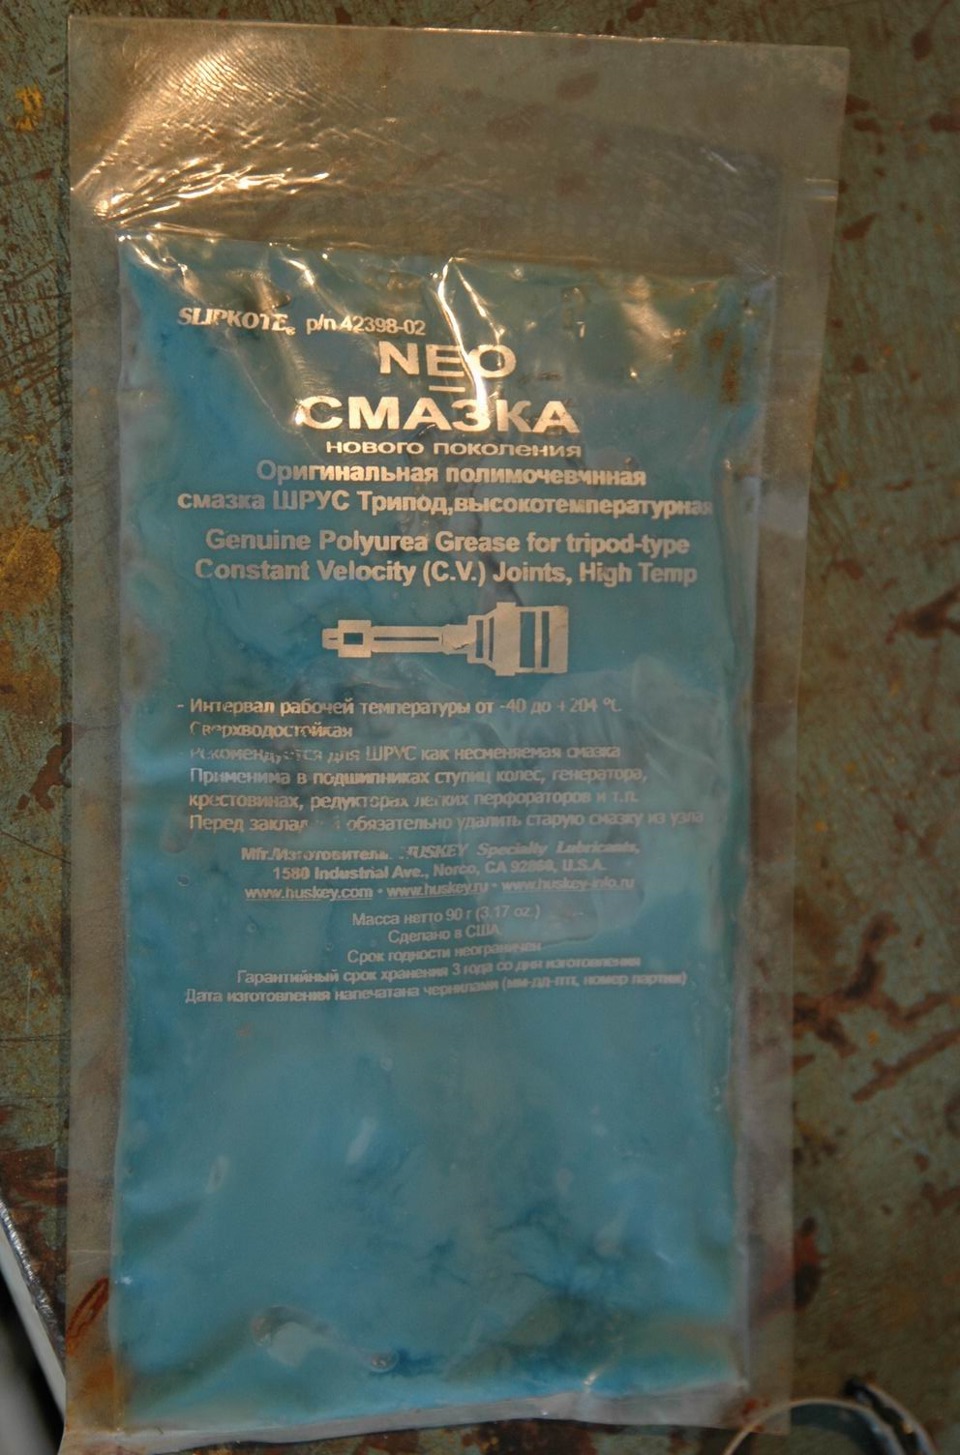 SLIPKOTE® p/n 42398-02
NEO
СМАЗКА
нового поколения
Оригинальная полимочевинная
смазка ШРУС Трипод,высокотемпературная
Genuine Polyurea Grease for tripod-type
Constant Velocity (C.V.) Joints, High Temp
- Интервал рабочей температуры от -40 до +204 °C
Сверхводостойкая
Рекомендуется для ШРУС как несменяемая смазка
Применима в подшипниках ступиц колес, генератора,
крестовинах, редукторах легких перфораторов и т.п.
Перед обязательно удалить старую смазку из узла
Mfr./Изготовитель: HUSKEY Specialty Lubricants,
1580 Industrial Ave., Norco, CA 92860, U.S.A.
www.huskey.com • www.huskey.ru • www.huskey-info.ru
Масса нетто 90 г (3.17 oz.)
Сделано в США
Срок годности неограничен
Гарантийный срок хранения 3 года со дня изготовления
Дата изготовления напечатана чернилами (мм-дд-гггг, номер партии)